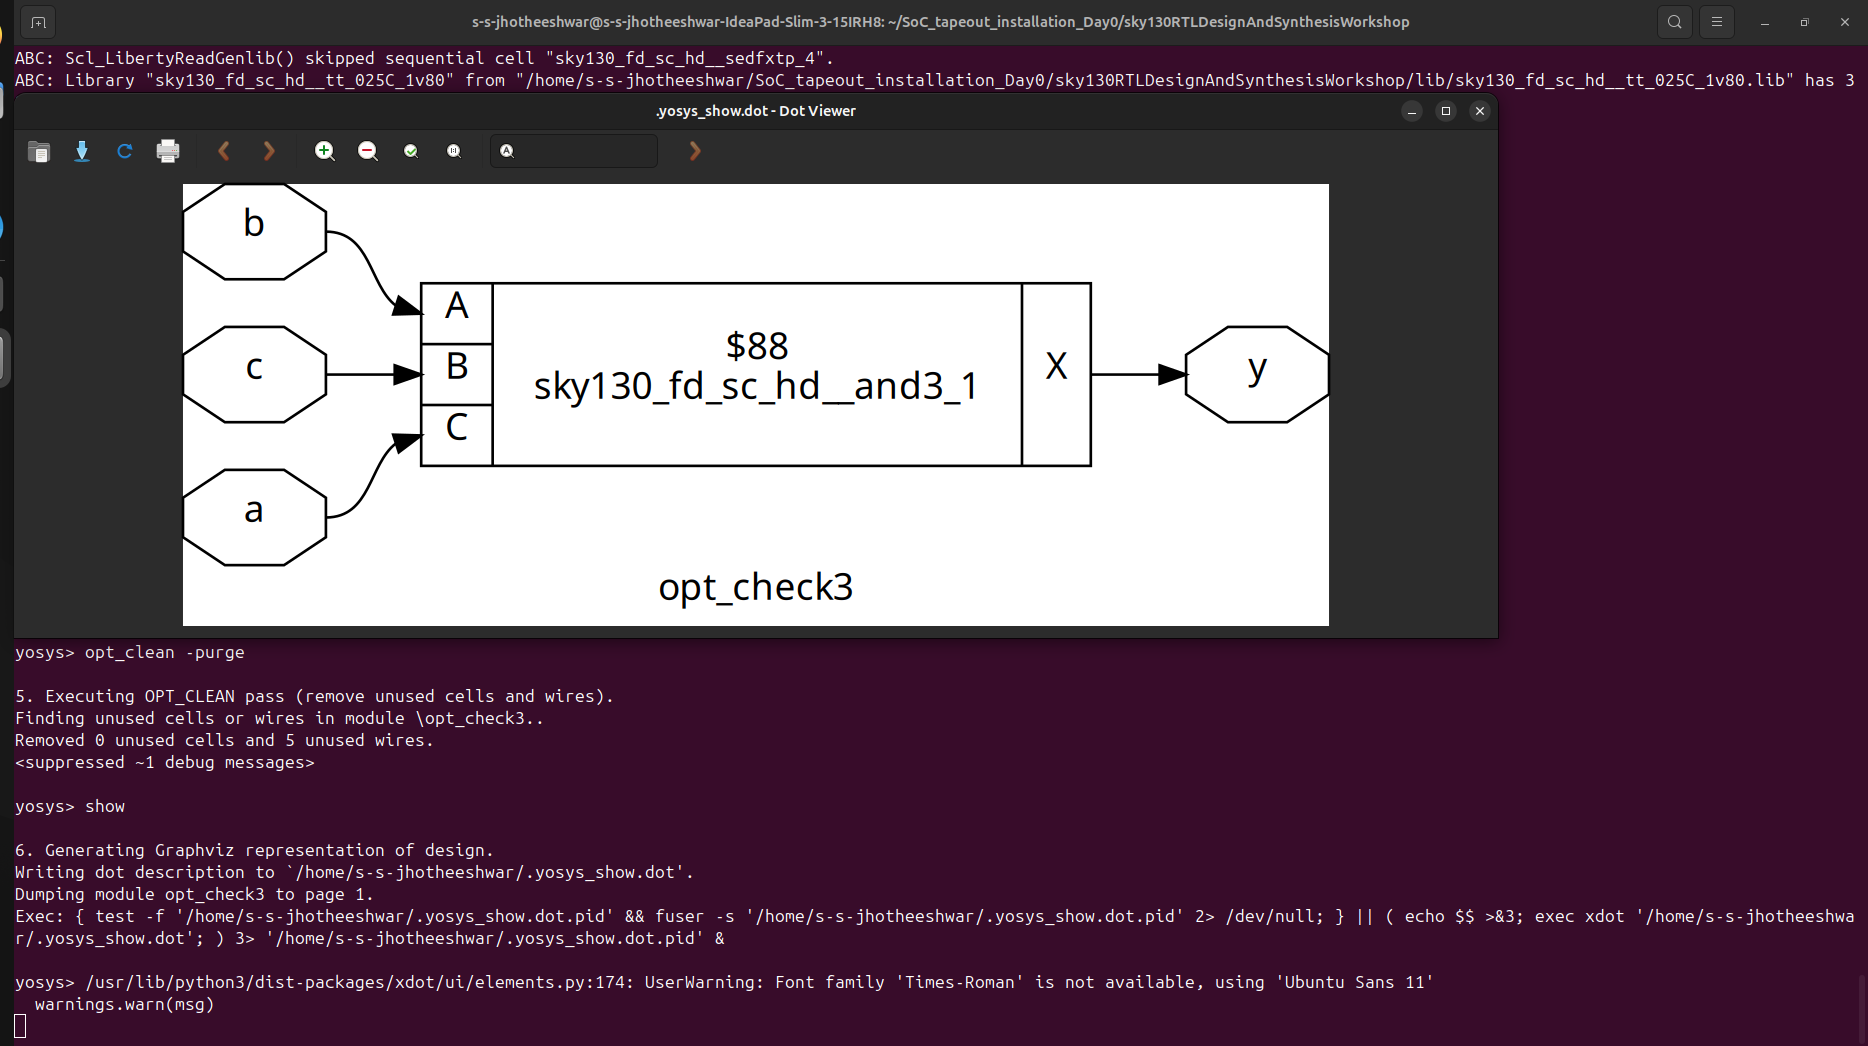 s-s-jhotheeshwar@s-s-jhotheeshwar-IdeaPad-Slim-3-15IRH8: ~/SoC_tapeout_installation_Day0/sky130RTLDesignAndSynthesisWorkshop
ABC: Scl_LibertyReadGenlib() skipped sequential cell "sky130_fd_sc_hd__sedfxtp_4".
ABC: Library "sky130_fd_sc_hd__tt_025C_1v80" from "/home/s-s-jhotheeshwar/SoC_tapeout_installation_Day0/sky130RTLDesignAndSynthesisWorkshop/lib/sky130_fd_sc_hd__tt_025C_1v80.lib" has 3
.yosys_show.dot - Dot Viewer
b
A
c
B
$88
sky130_fd_sc_hd__and3_1
X
y
C
a
opt_check3
yosys> opt_clean -purge
5. Executing OPT_CLEAN pass (remove unused cells and wires).
Finding unused cells or wires in module \opt_check3..
Removed 0 unused cells and 5 unused wires.
<suppressed ~1 debug messages>
yosys> show
6. Generating Graphviz representation of design.
Writing dot description to `/home/s-s-jhotheeshwar/.yosys_show.dot'.
Dumping module opt_check3 to page 1.
Exec: { test -f '/home/s-s-jhotheeshwar/.yosys_show.dot.pid' && fuser -s '/home/s-s-jhotheeshwar/.yosys_show.dot.pid' 2> /dev/null; } || ( echo $$ >&3; exec xdot '/home/s-s-jhotheeshwa
r/.yosys_show.dot'; ) 3> '/home/s-s-jhotheeshwar/.yosys_show.dot.pid' &
yosys> /usr/lib/python3/dist-packages/xdot/ui/elements.py:174: UserWarning: Font family 'Times-Roman' is not available, using 'Ubuntu Sans 11'
  warnings.warn(msg)